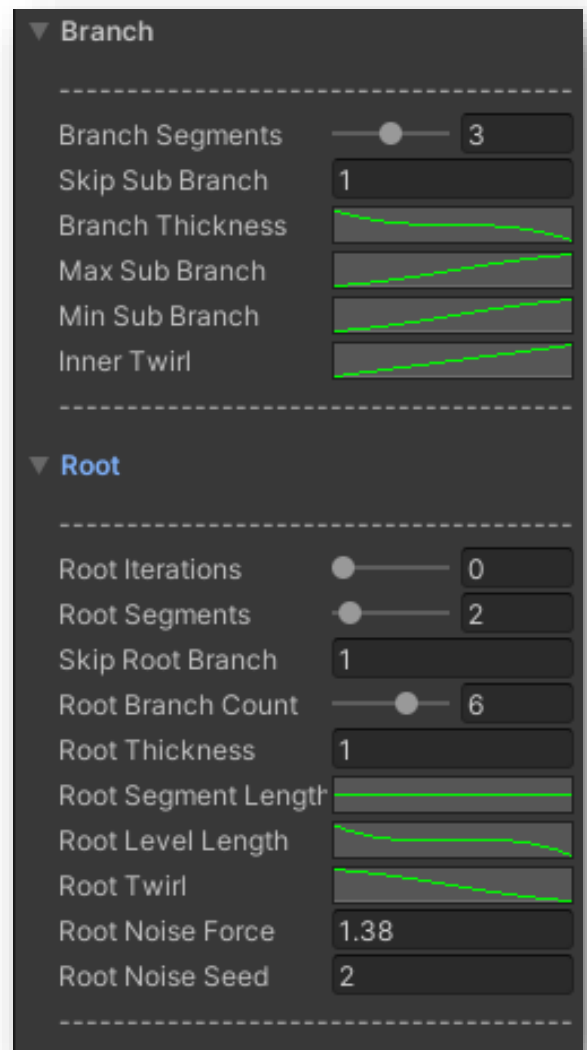 Branch
Branch Segments 3
Skip Sub Branch 1
Branch Thickness
Max Sub Branch
Min Sub Branch
Inner Twirl
Root
Root Iterations 0
Root Segments 2
Skip Root Branch 1
Root Branch Count 6
Root Thickness 1
Root Segment Length
Root Level Length
Root Twirl
Root Noise Force 1.38
Root Noise Seed 2